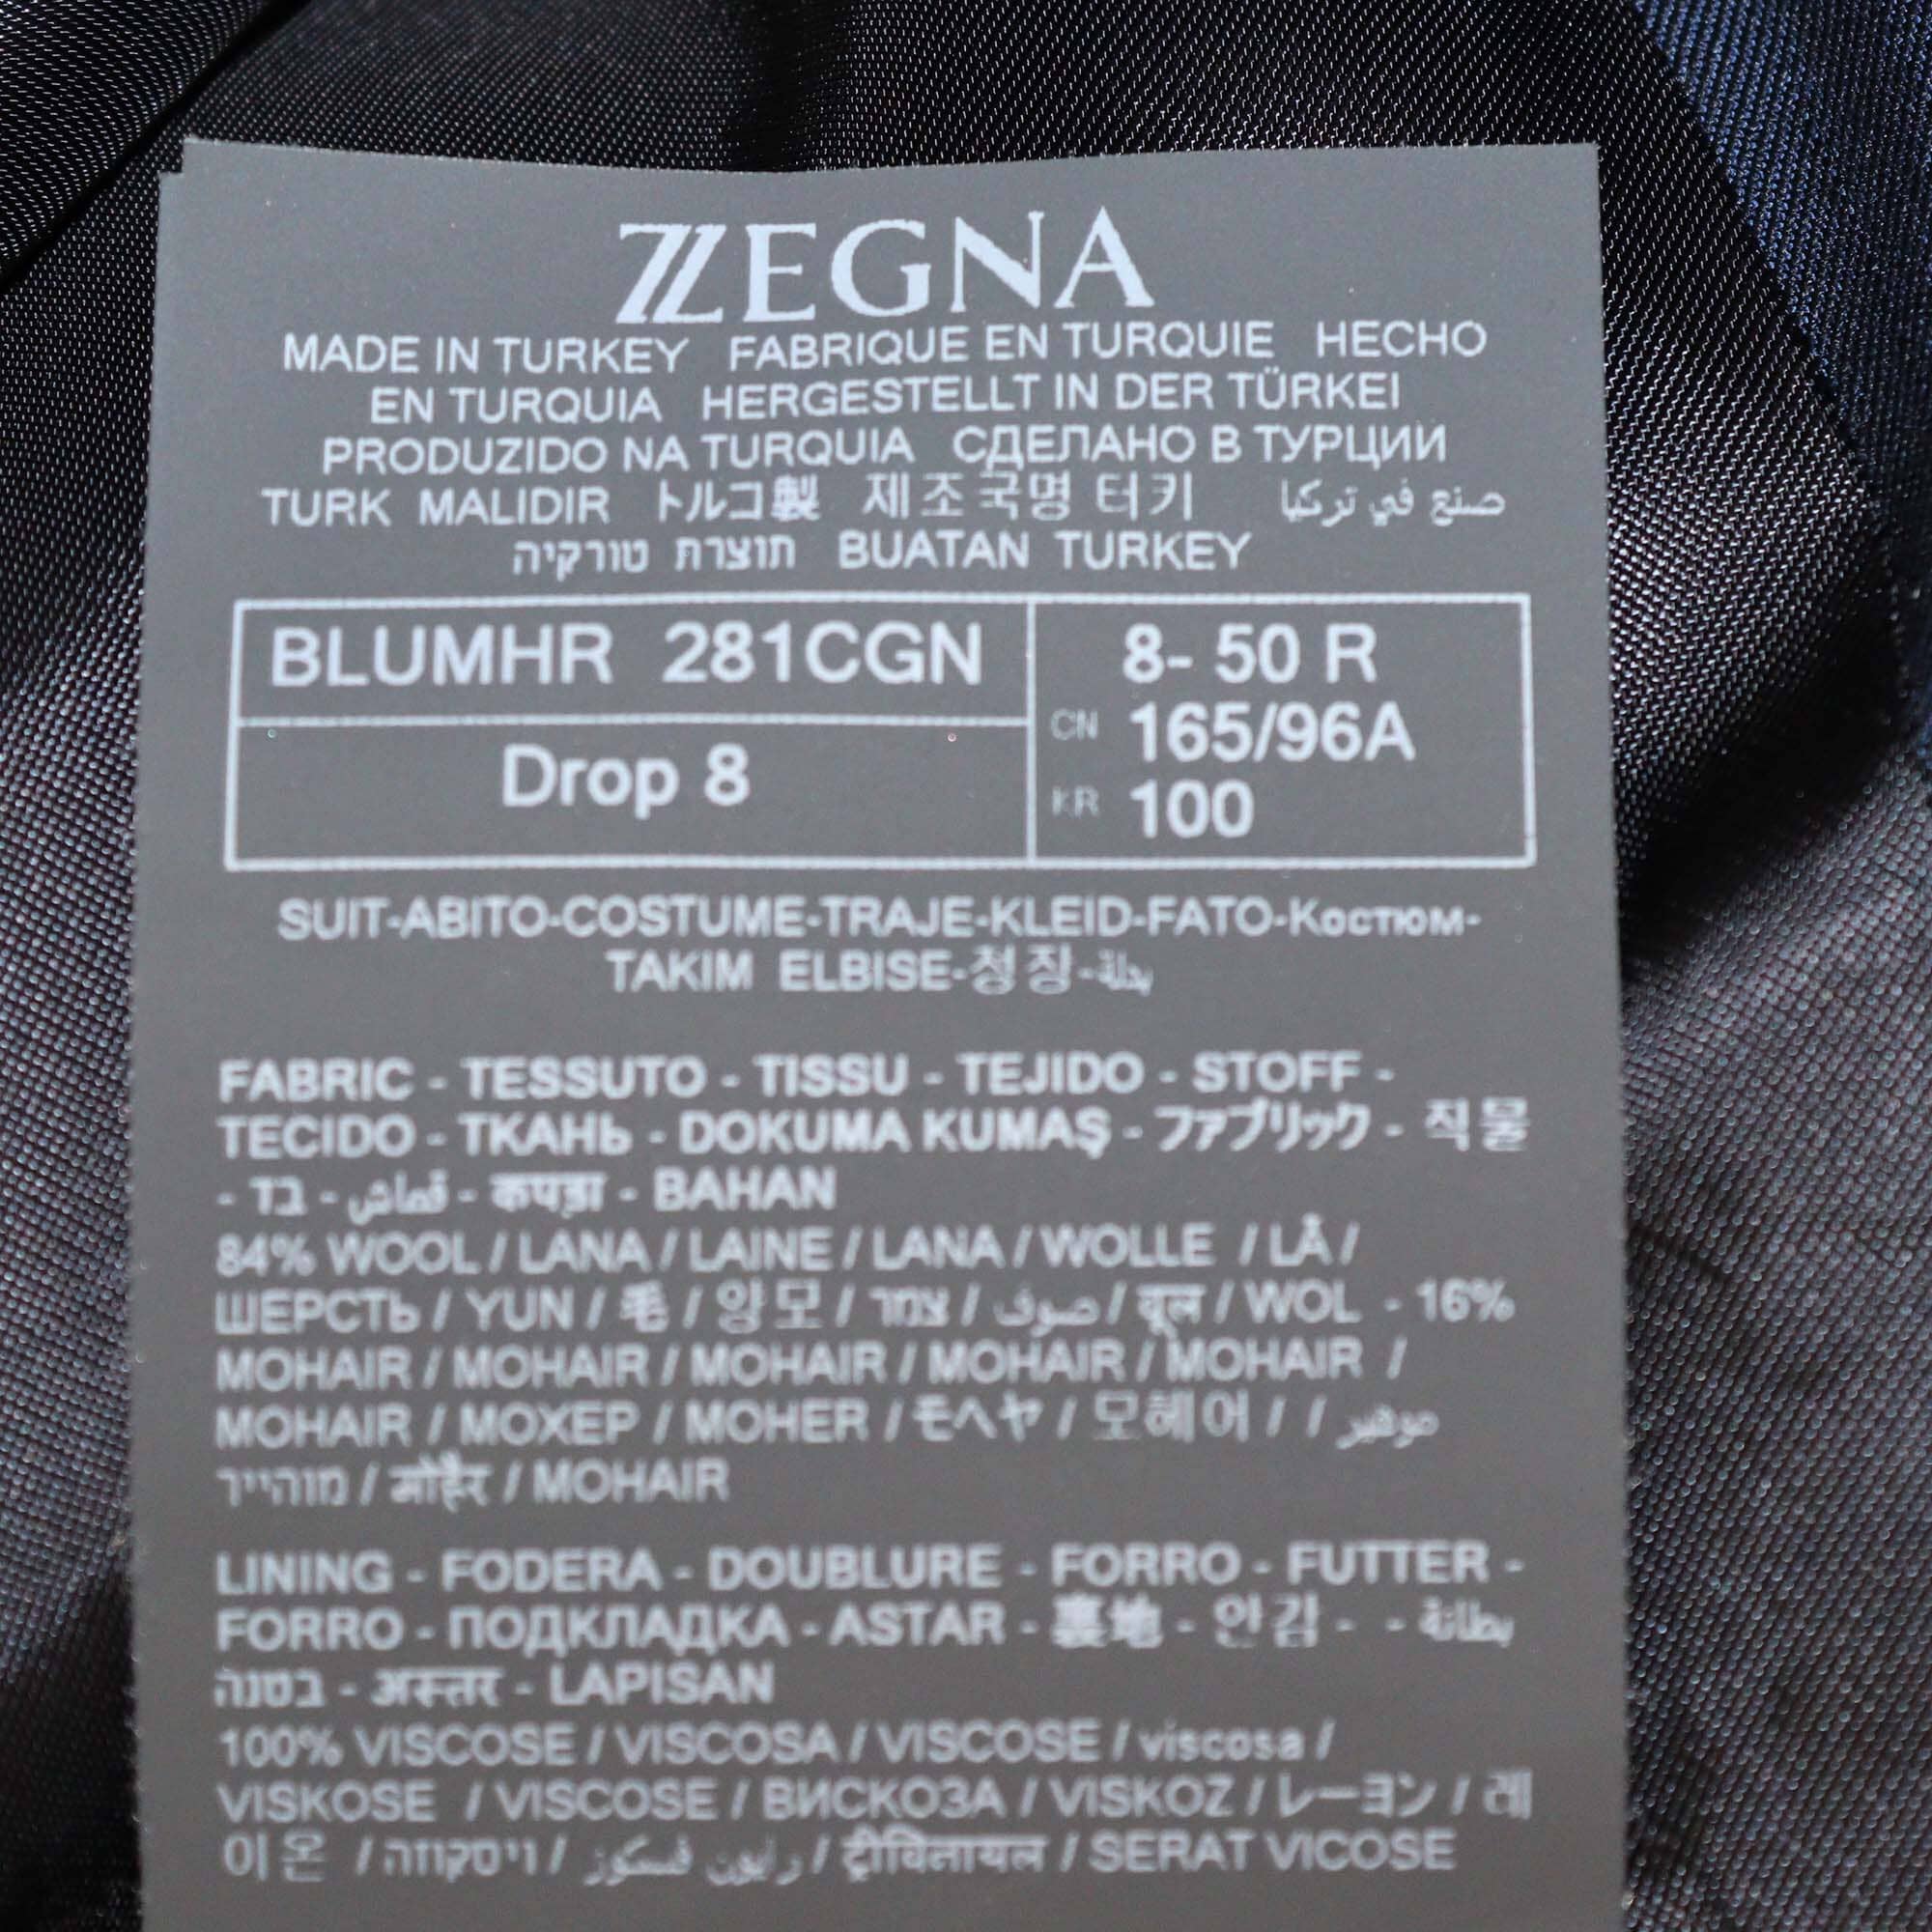 ZZEGNA
MADE IN TURKEY FABRIQUE EN TURQUIE HECHO
EN TURQUIA HERGESTELLT IN DER TÜRKEI
PRODUZIDO NA TURQUIA СДЕЛАНО В ТУРЦИИ
TURK MALIDIR トルコ製 제조국명 터키 صنع في تركيا
תוצרת טורקיה BUATAN TURKEY
BLUMHR 281CGN
8- 50 R
CN 165/96A
Drop 8
KR 100
SUIT-ABITO-COSTUME-TRAJE-KLEID-FATO-Костюм-
TAKIM ELBISE-정장-بدلة
FABRIC - TESSUTO - TISSU - TEJIDO - STOFF -
TECIDO - ТКАНЬ - DOKUMA KUMAŞ - ファブリック - 직물
- בד - قماش - कपड़ा - BAHAN
84% WOOL / LANA / LAINE / LANA / WOLLE / LÅ /
ШЕРСТЬ / YUN / 毛 / 양모 / צמר / صوف / वूल / WOL - 16%
MOHAIR / MOHAIR / MOHAIR / MOHAIR / MOHAIR /
MOHAIR / МОХЕР / MOHER / モヘヤ / 모헤어 / / موهير
מוהייר / मोहैर / MOHAIR
LINING - FODERA - DOUBLURE - FORRO - FUTTER -
FORRO - ПОДКЛАДКА - ASTAR - 裏地 - 안감 - - بطانة
בטנה - अस्तर - LAPISAN
100% VISCOSE / VISCOSA / VISCOSE / viscosa /
VISKOSE / VISCOSE / ВИСКОЗА / VISKOZ / レーヨン / 레
이온 / ויסקוזה / رايون فسكوز / SERAT VICOSE